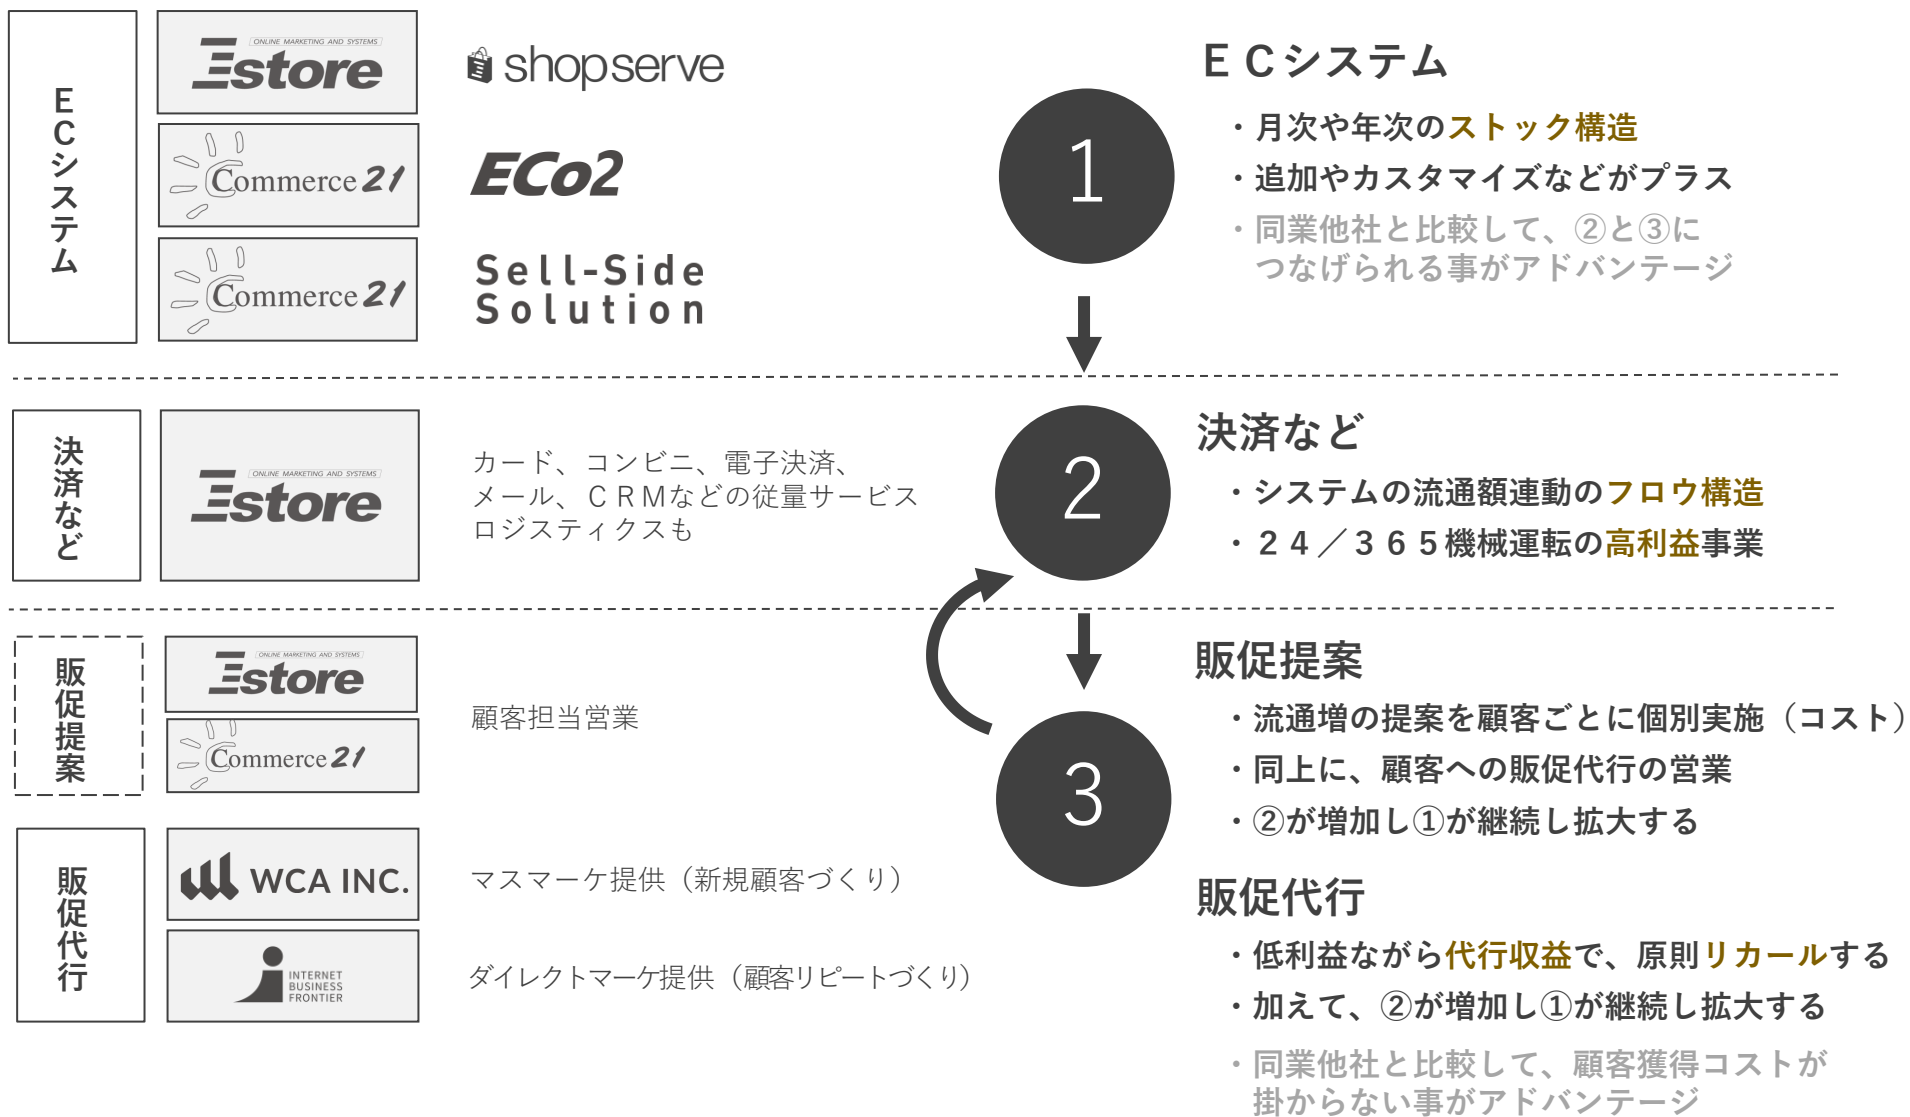 ECシステム
ONLINE MARKETING AND SYSTEMS
Estore
shopserve
Commerce21
ECo2
Commerce21
Sell-Side
Solution
1
ECシステム
・月次や年次のストック構造
・追加やカスタマイズなどがプラス
・同業他社と比較して、②と③に
つなげられる事がアドバンテージ
決済など
ONLINE MARKETING AND SYSTEMS
Estore
カード、コンビニ、電子決済、
メール、CRMなどの従量サービス
ロジスティクスも
2
決済など
・システムの流通額連動のフロウ構造
・24／365機械運転の高利益事業
販促提案
ONLINE MARKETING AND SYSTEMS
Estore
Commerce21
顧客担当営業
3
販促提案
・流通増の提案を顧客ごとに個別実施（コスト）
・同上に、顧客への販促代行の営業
・②が増加し①が継続し拡大する
販促代行
WCA INC.
マスマーケ提供（新規顧客づくり）
INTERNET
BUSINESS
FRONTIER
ダイレクトマーケ提供（顧客リピートづくり）
販促代行
・低利益ながら代行収益で、原則リカールする
・加えて、②が増加し①が継続し拡大する
・同業他社と比較して、顧客獲得コストが
掛からない事がアドバンテージ